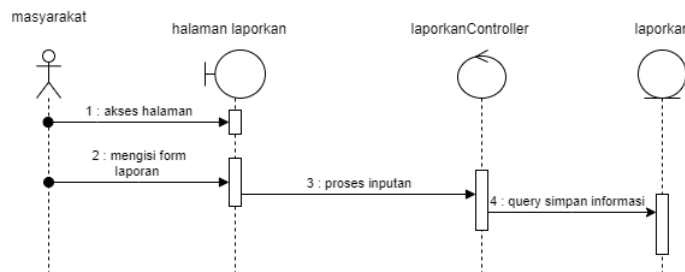 masyarakat
halaman laporkan
laporkanController
laporkan
1 : akses halaman
2 : mengisi form
laporan
3 : proses inputan
4 : query simpan informasi